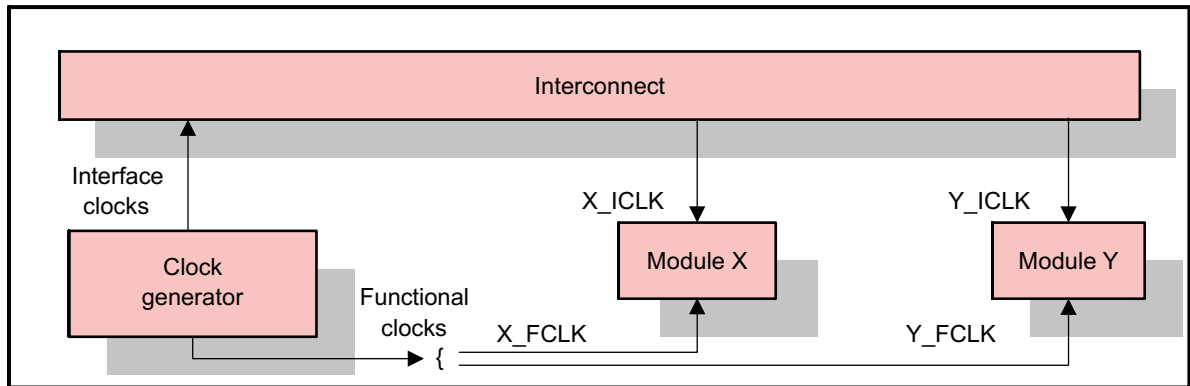 Interconnect
Interface
clocks
X_ICLK
Y_ICLK
Clock
generator
Module X
Module Y
Functional
clocks
{
X_FCLK
Y_FCLK